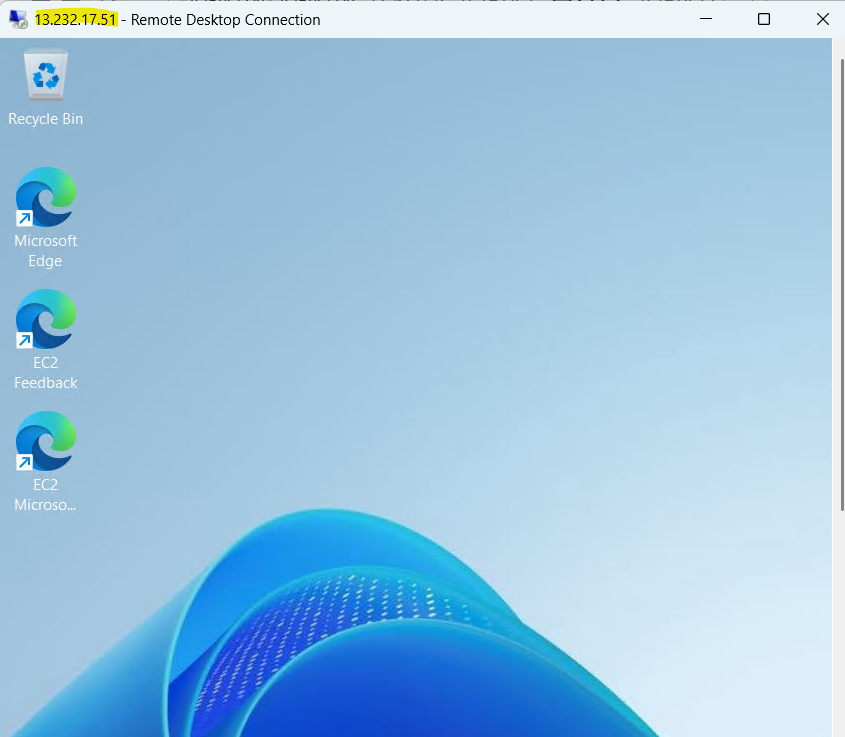 13.232.17.51 - Remote Desktop Connection
Recycle Bin
Microsoft
Edge
EC2
Feedback
EC2
Microso...